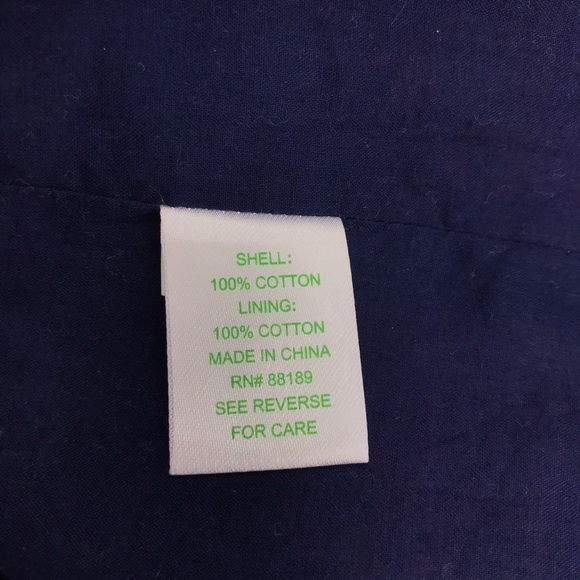 SHELL:
100% COTTON
LINING:
100% COTTON
MADE IN CHINA
RN# 88189
SEE REVERSE
FOR CARE